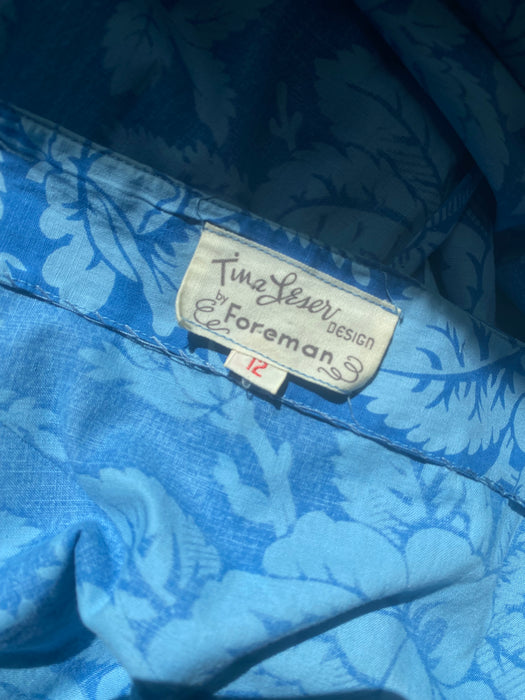 Tina Leser
DESIGN
by
Foreman
12